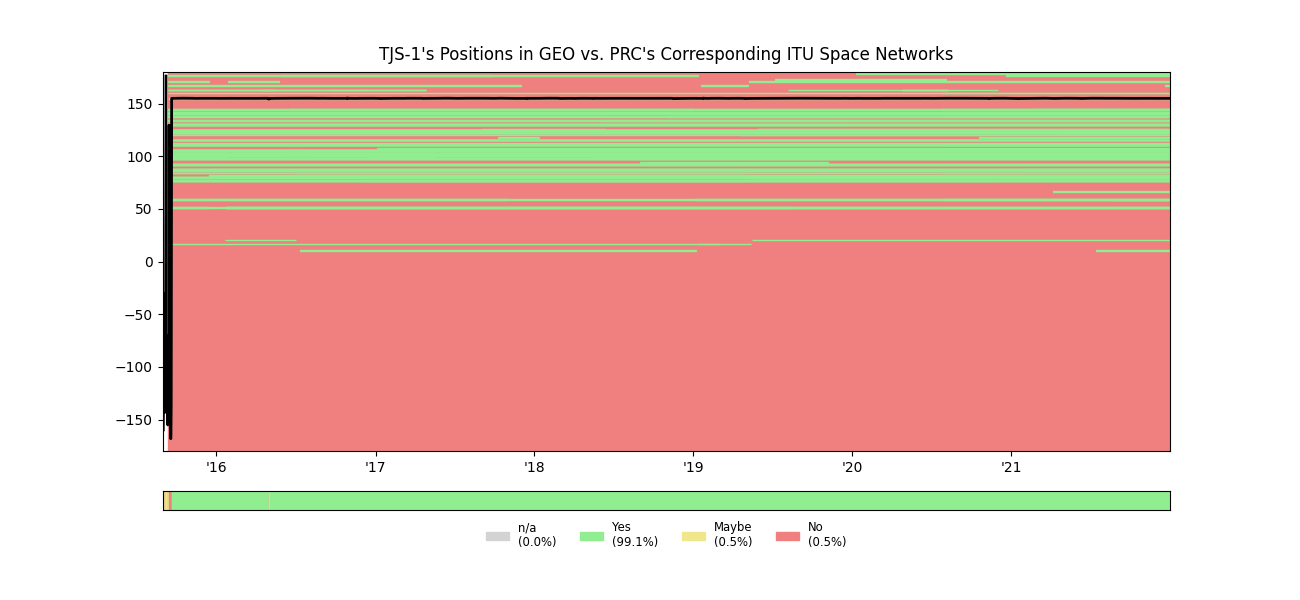 TJS-1's Positions in GEO vs. PRC's Corresponding ITU Space Networks
150
100
50
0
−50
−100
−150
'16 '17 '18 '19 '20 '21
n/a Yes Maybe No
(0.0%) (99.1%) (0.5%) (0.5%)